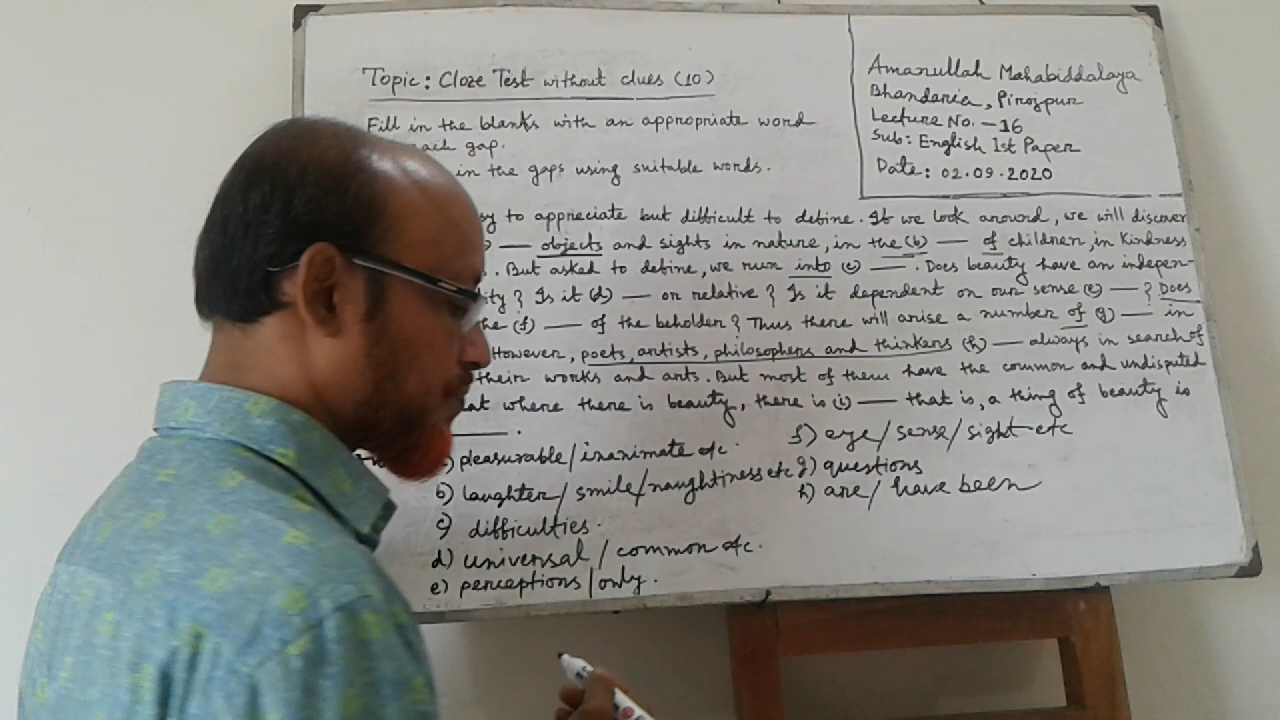 Topic: Cloze Test without clues (10)
Fill in the blanks with an appropriate word
each gap.
in the gaps using suitable words.
Amanullah Mahabiddalaya
Bhandaria, Pirojpur
Lecture No. - 16
Sub: English 1st Paper
Date: 02.09.2020
sy to appreciate but difficult to define. If we look around, we will discover
) — objects and sights in nature, in the (b) — of children, in kindness
. But asked to define, we run into (c) —. Does beauty have an indepen-
ity? Is it (d) — or relative? Is it dependent on our sense (e) —? Does
he (f) — of the beholder? Thus there will arise a number of (g) — in
However, poets, artists, philosophers and thinkers (h) — always in search of
their works and arts. But most of them have the common and undisputed
at where there is beauty, there is (i) — that is, a thing of beauty is
—.
) pleasurable/inanimate etc.
b) laughter/smile/naughtiness etc
c) difficulties.
d) universal/common etc.
e) perceptions/only.
f) eye/sense/sight etc
g) questions
h) are/have been